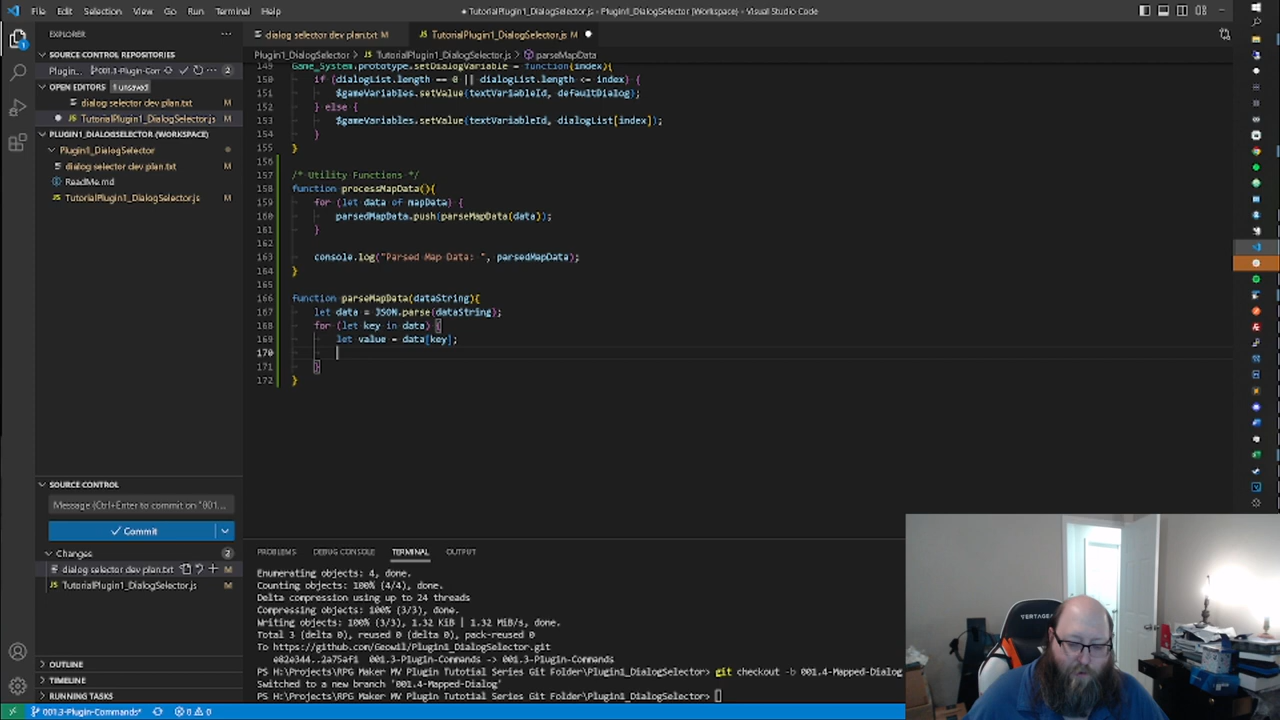 File Edit Selection View Go Run Terminal Help
● TutorialPlugin1_DialogSelector.js - Plugin1_DialogSelector (Workspace) - Visual Studio Code
EXPLORER
dialog selector dev plan.txt M
TutorialPlugin1_DialogSelector.js M
SOURCE CONTROL REPOSITORIES
Plugin1_DialogSelector > JS TutorialPlugin1_DialogSelector.js > parseMapData
Plugin... 001.3-Plugin-Com 2
OPEN EDITORS 1 unsaved
dialog selector dev plan.txt M
JS TutorialPlugin1_DialogSelector.js M
PLUGIN1_DIALOGSELECTOR (WORKSPACE)
Plugin1_DialogSelector
dialog selector dev plan.txt M
ReadMe.md
JS TutorialPlugin1_DialogSelector.js M
149 Game_System.prototype.setDialogVariable = function(index){
150 if (dialogList.length == 0 || dialogList.length <= index) {
151 $gameVariables.setValue(textVariableId, defaultDialog);
152 } else {
153 $gameVariables.setValue(textVariableId, dialogList[index]);
154 }
155 }
156
157 /* Utility Functions */
158 function processMapData(){
159 for (let data of mapData) {
160 parsedMapData.push(parseMapData(data));
161 }
162
163 console.log("Parsed Map Data: ", parsedMapData);
164 }
165
166 function parseMapData(dataString){
167 let data = JSON.parse(dataString);
168 for (let key in data) {
169 let value = data[key];
170
171 }
172 }
SOURCE CONTROL
Message (Ctrl+Enter to commit on "001...
Commit
Changes 2
dialog selector dev plan.txt M
JS TutorialPlugin1_DialogSelector.js M
OUTLINE
TIMELINE
RUNNING TASKS
PROBLEMS DEBUG CONSOLE TERMINAL OUTPUT
Enumerating objects: 4, done.
Counting objects: 100% (4/4), done.
Delta compression using up to 24 threads
Compressing objects: 100% (3/3), done.
Writing objects: 100% (3/3), 1.32 KiB | 1.32 MiB/s, done.
Total 3 (delta 0), reused 0 (delta 0), pack-reused 0
To https://github.com/Geowil/Plugin1_DialogSelector.git
e82e344..2a75af1 001.3-Plugin-Commands -> 001.3-Plugin-Commands
PS H:\Projects\RPG Maker MV Plugin Tutotial Series Git Folder\Plugin1_DialogSelector> git checkout -b 001.4-Mapped-Dialog
Switched to a new branch '001.4-Mapped-Dialog'
PS H:\Projects\RPG Maker MV Plugin Tutotial Series Git Folder\Plugin1_DialogSelector>
001.3-Plugin-Commands* 0 0
VERTAGEAR